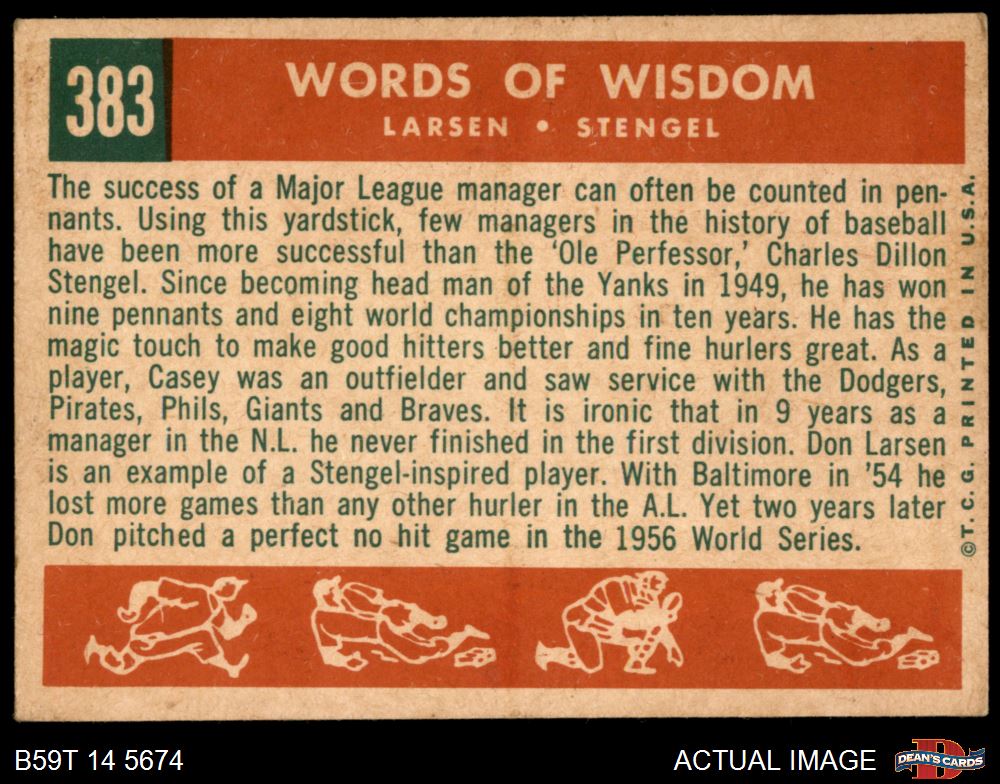 383
WORDS OF WISDOM
LARSEN • STENGEL
The success of a Major League manager can often be counted in pen-
nants. Using this yardstick, few managers in the history of baseball
have been more successful than the 'Ole Perfessor,' Charles Dillon
Stengel. Since becoming head man of the Yanks in 1949, he has won
nine pennants and eight world championships in ten years. He has the
magic touch to make good hitters better and fine hurlers great. As a
player, Casey was an outfielder and saw service with the Dodgers,
Pirates, Phils, Giants and Braves. It is ironic that in 9 years as a
manager in the N.L. he never finished in the first division. Don Larsen
is an example of a Stengel-inspired player. With Baltimore in '54 he
lost more games than any other hurler in the A.L. Yet two years later
Don pitched a perfect no hit game in the 1956 World Series.
© T. C. G. PRINTED IN U.S.A.
B59T 14 5674
ACTUAL IMAGE
DEAN'S CARDS